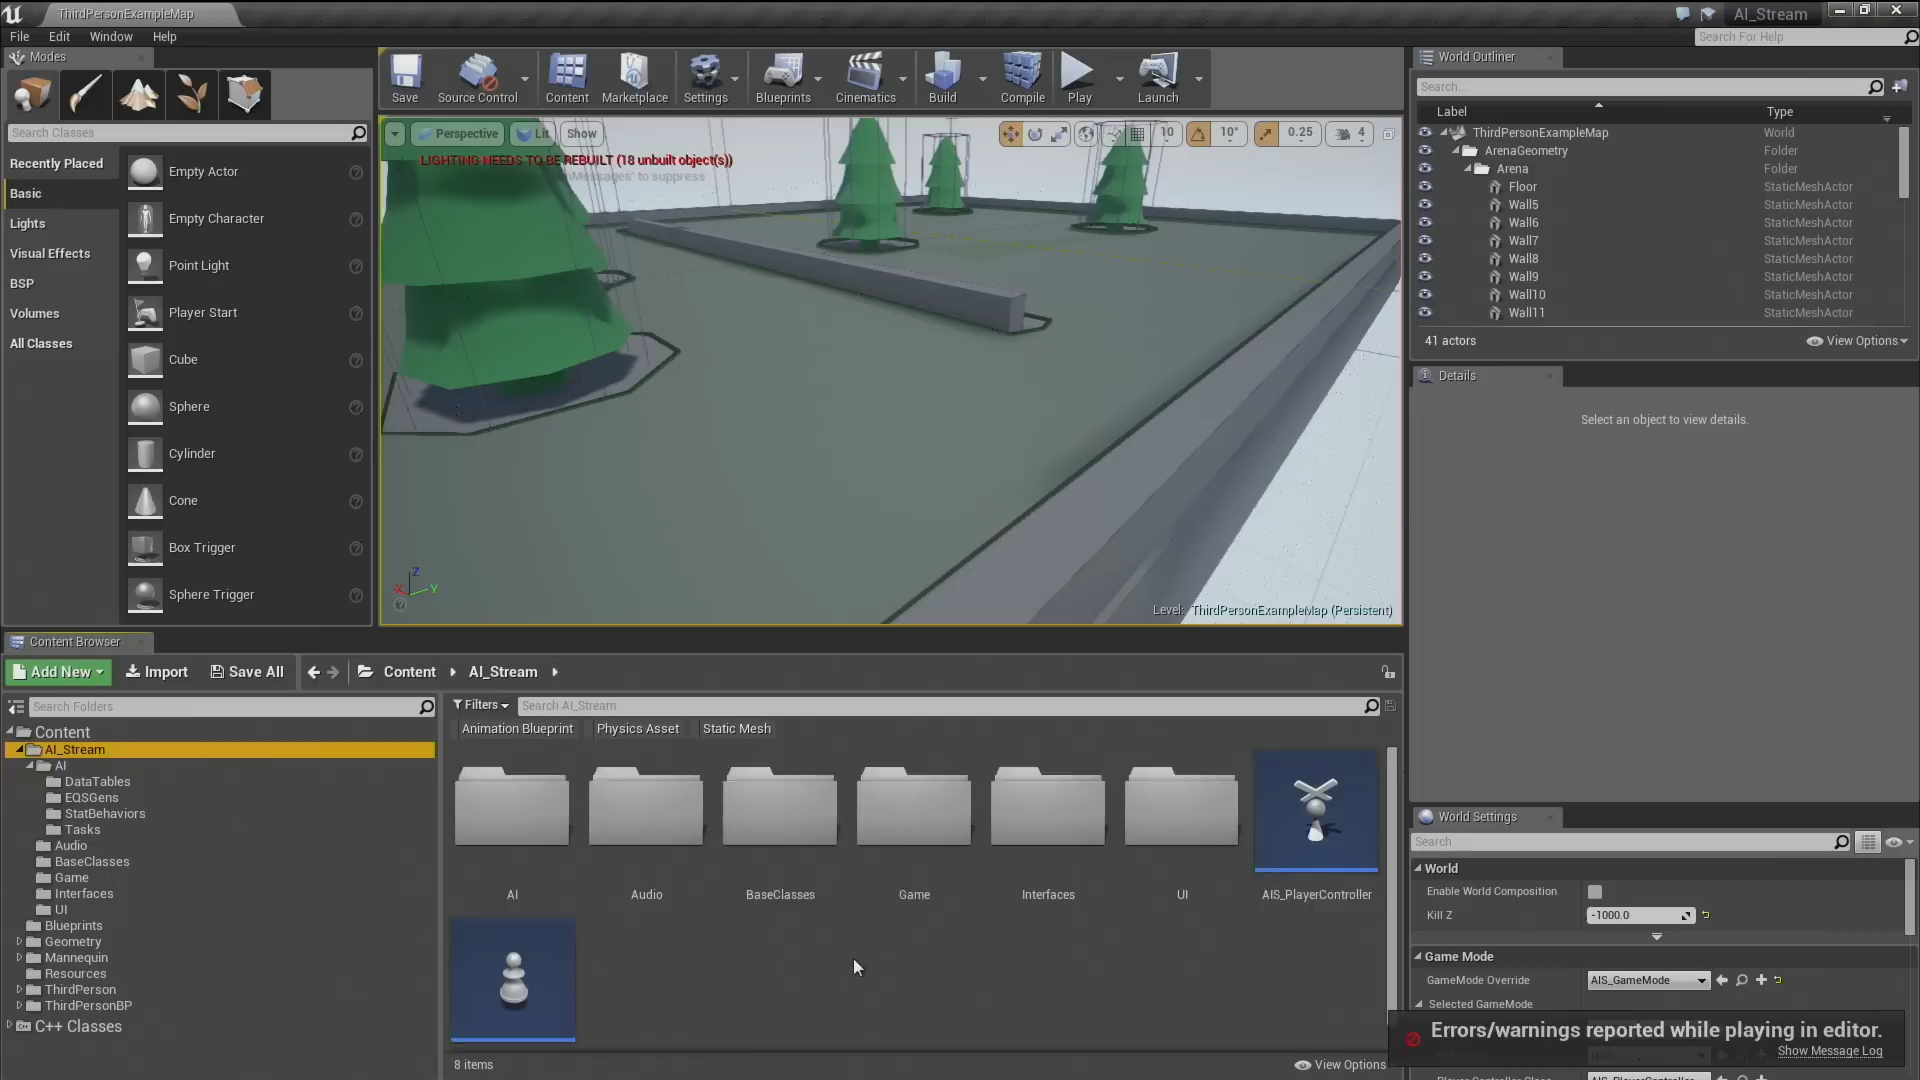 ThirdPersonExampleMap
AI_Stream
File Edit Window Help
Search For Help
Modes
Search Classes
Recently Placed
Basic
Lights
Visual Effects
BSP
Volumes
All Classes
Empty Actor
Empty Character
Point Light
Player Start
Cube
Sphere
Cylinder
Cone
Box Trigger
Sphere Trigger
Save Source Control Content Marketplace Settings Blueprints Cinematics Build Compile Play Launch
Perspective Lit Show 10 10° 0.25 4
LIGHTING NEEDS TO BE REBUILT (18 unbuilt object(s))
Messages' to suppress
Z
X Y
Level: ThirdPersonExampleMap (Persistent)
World Outliner
Search...
Label Type
ThirdPersonExampleMap World
ArenaGeometry Folder
Arena Folder
Floor StaticMeshActor
Wall5 StaticMeshActor
Wall6 StaticMeshActor
Wall7 StaticMeshActor
Wall8 StaticMeshActor
Wall9 StaticMeshActor
Wall10 StaticMeshActor
Wall11 StaticMeshActor
41 actors View Options
Details
Select an object to view details.
Content Browser
Add New Import Save All Content AI_Stream
Search Folders
Content
AI_Stream
AI
DataTables
EQSGens
StatBehaviors
Tasks
Audio
BaseClasses
Game
Interfaces
UI
Blueprints
Geometry
Mannequin
Resources
ThirdPerson
ThirdPersonBP
C++ Classes
Filters Search AI_Stream
Animation Blueprint Physics Asset Static Mesh
AI Audio BaseClasses Game Interfaces UI AIS_PlayerController
8 items View Options
World Settings
Search
World
Enable World Composition
Kill Z -1000.0
Game Mode
GameMode Override AIS_GameMode
Selected GameMode
Errors/warnings reported while playing in editor.
Show Message Log